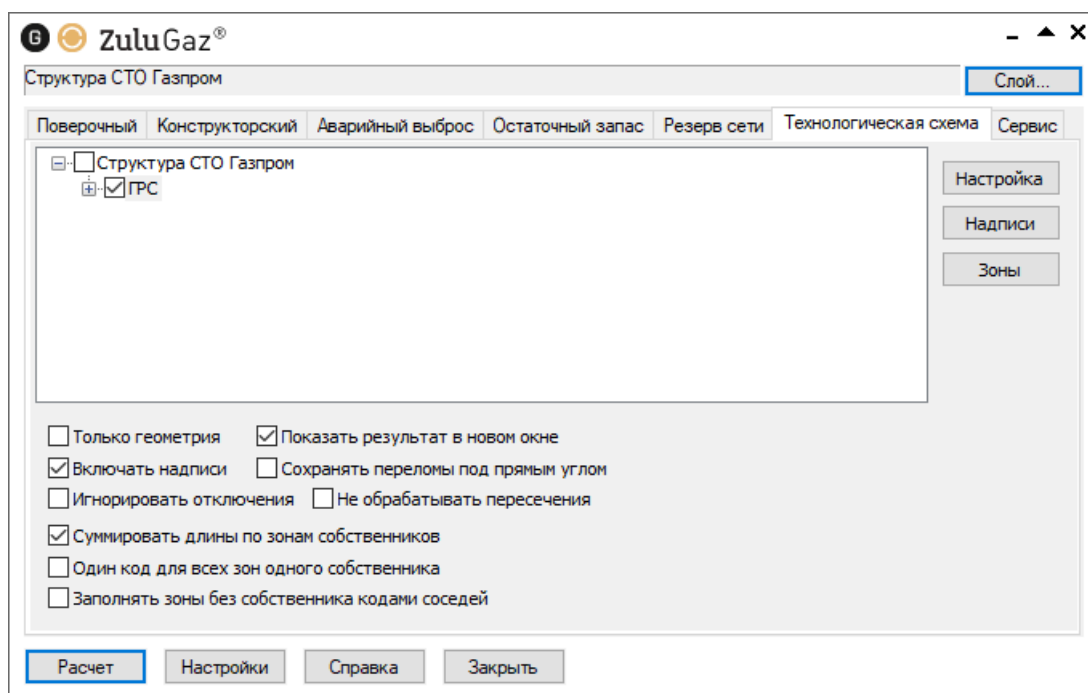 G ZuluGaz®
Структура СТО Газпром
Слой...
Поверочный Конструкторский Аварийный выброс Остаточный запас Резерв сети Технологическая схема Сервис
Структура СТО Газпром
ГРС
Настройка
Надписи
Зоны
Только геометрия Показать результат в новом окне
Включать надписи Сохранять переломы под прямым углом
Игнорировать отключения Не обрабатывать пересечения
Суммировать длины по зонам собственников
Один код для всех зон одного собственника
Заполнять зоны без собственника кодами соседей
Расчет Настройки Справка Закрыть